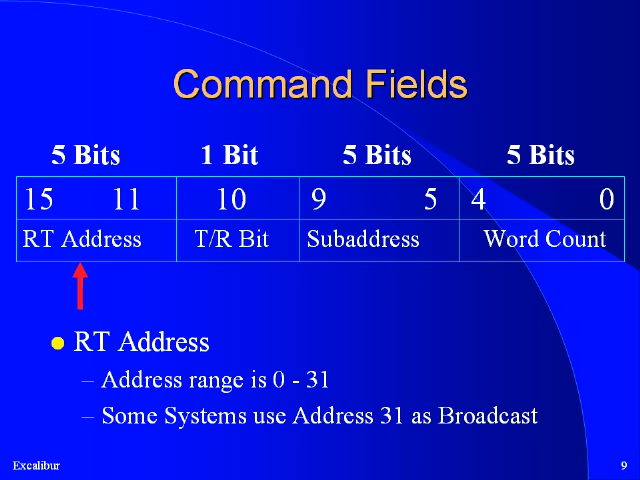 Command Fields
5 Bits 1 Bit 5 Bits 5 Bits
15 11 10 9 5 4 0
RT Address T/R Bit Subaddress Word Count
RT Address
– Address range is 0 - 31
– Some Systems use Address 31 as Broadcast
Excalibur 9